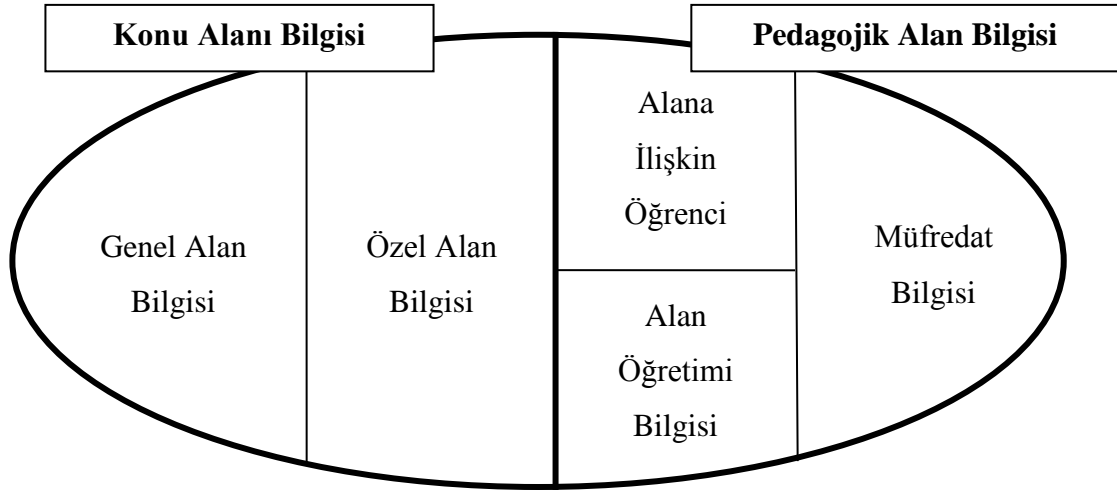 Konu Alanı Bilgisi
Pedagojik Alan Bilgisi
Genel Alan
Bilgisi
Özel Alan
Bilgisi
Alana
İlişkin
Öğrenci
Alan
Öğretimi
Bilgisi
Müfredat
Bilgisi